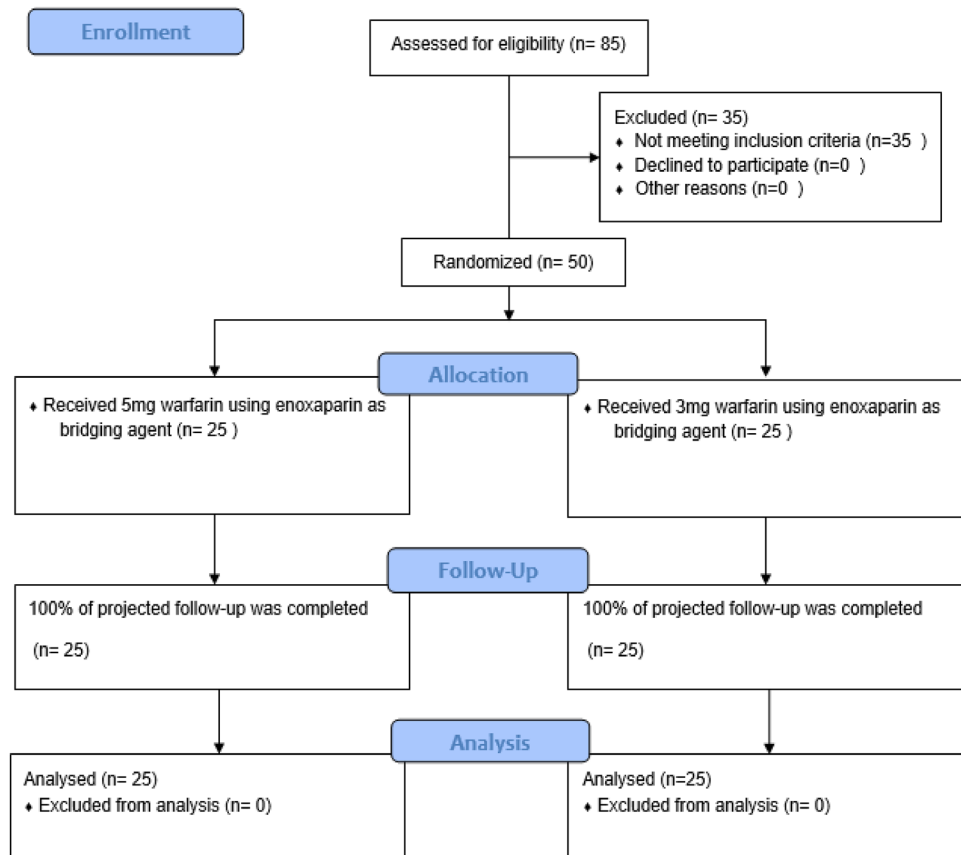 Enrollment
Assessed for eligibility (n= 85)
Excluded (n= 35)
♦ Not meeting inclusion criteria (n=35 )
♦ Declined to participate (n=0 )
♦ Other reasons (n=0 )
Randomized (n= 50)
Allocation
♦ Received 5mg warfarin using enoxaparin as
bridging agent (n= 25 )
♦ Received 3mg warfarin using enoxaparin as
bridging agent (n= 25 )
Follow-Up
100% of projected follow-up was completed
(n= 25)
100% of projected follow-up was completed
(n= 25)
Analysis
Analysed (n= 25)
♦ Excluded from analysis (n= 0)
Analysed (n=25)
♦ Excluded from analysis (n= 0)